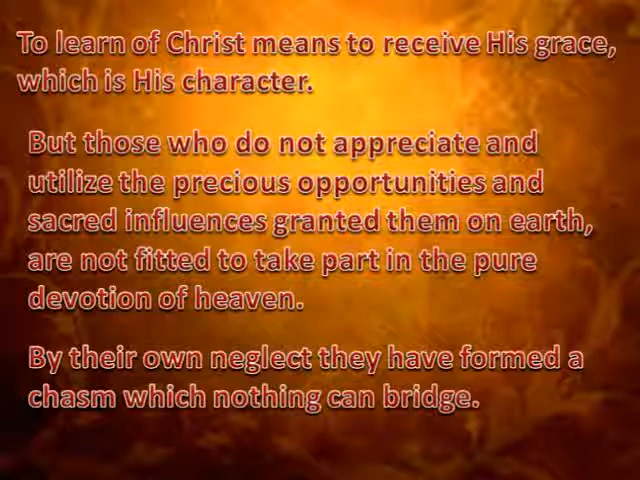 To learn of Christ means to receive His grace,
which is His character.
But those who do not appreciate and
utilize the precious opportunities and
sacred influences granted them on earth,
are not fitted to take part in the pure
devotion of heaven.
By their own neglect they have formed a
chasm which nothing can bridge.